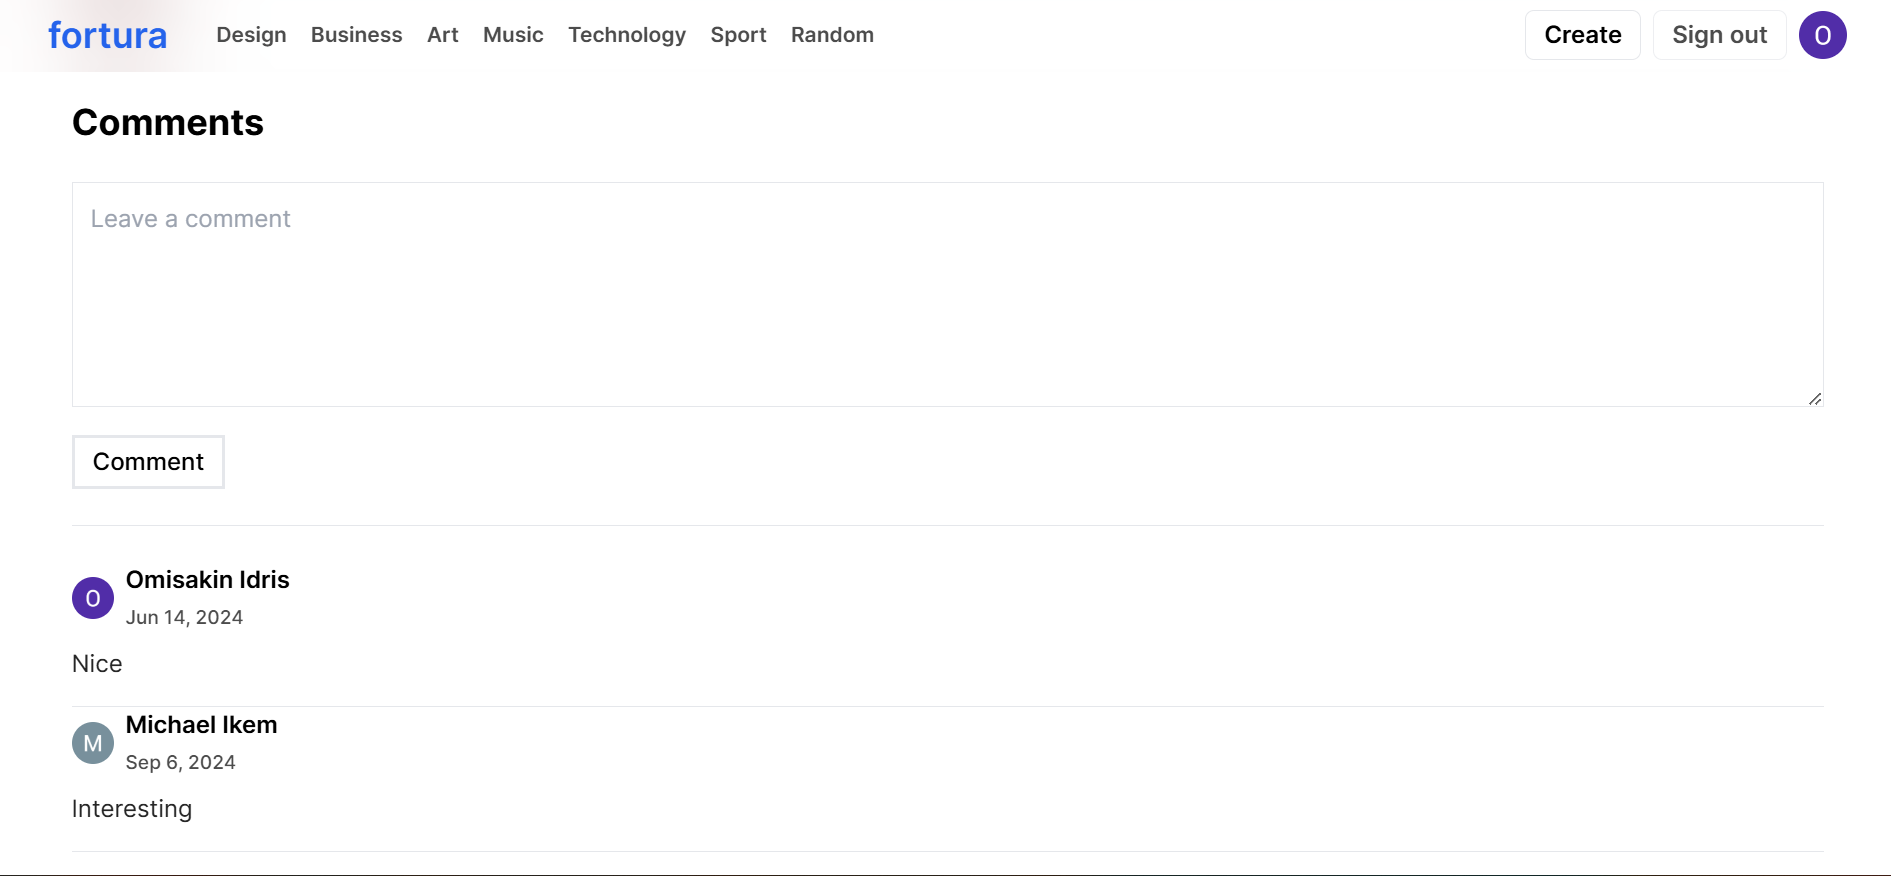 fortura Design Business Art Music Technology Sport Random Create Sign out O
Comments
Leave a comment
Comment
O Omisakin Idris
Jun 14, 2024
Nice
M Michael Ikem
Sep 6, 2024
Interesting